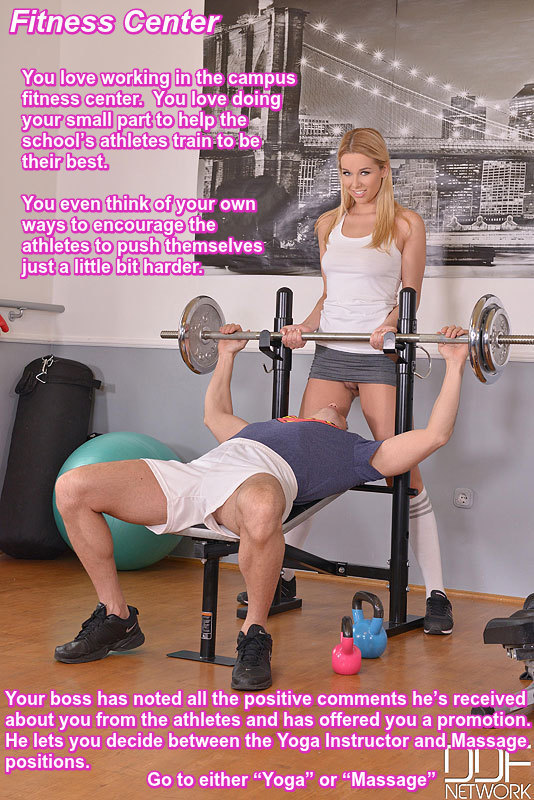 Fitness Center
You love working in the campus
fitness center. You love doing
your small part to help the
school's athletes train to be
their best.
You even think of your own
ways to encourage the
athletes to push themselves
just a little bit harder.
Your boss has noted all the positive comments he's received
about you from the athletes and has offered you a promotion.
He lets you decide between the Yoga Instructor and Massage
positions.
Go to either “Yoga” or “Massage”
DDF
NETWORK